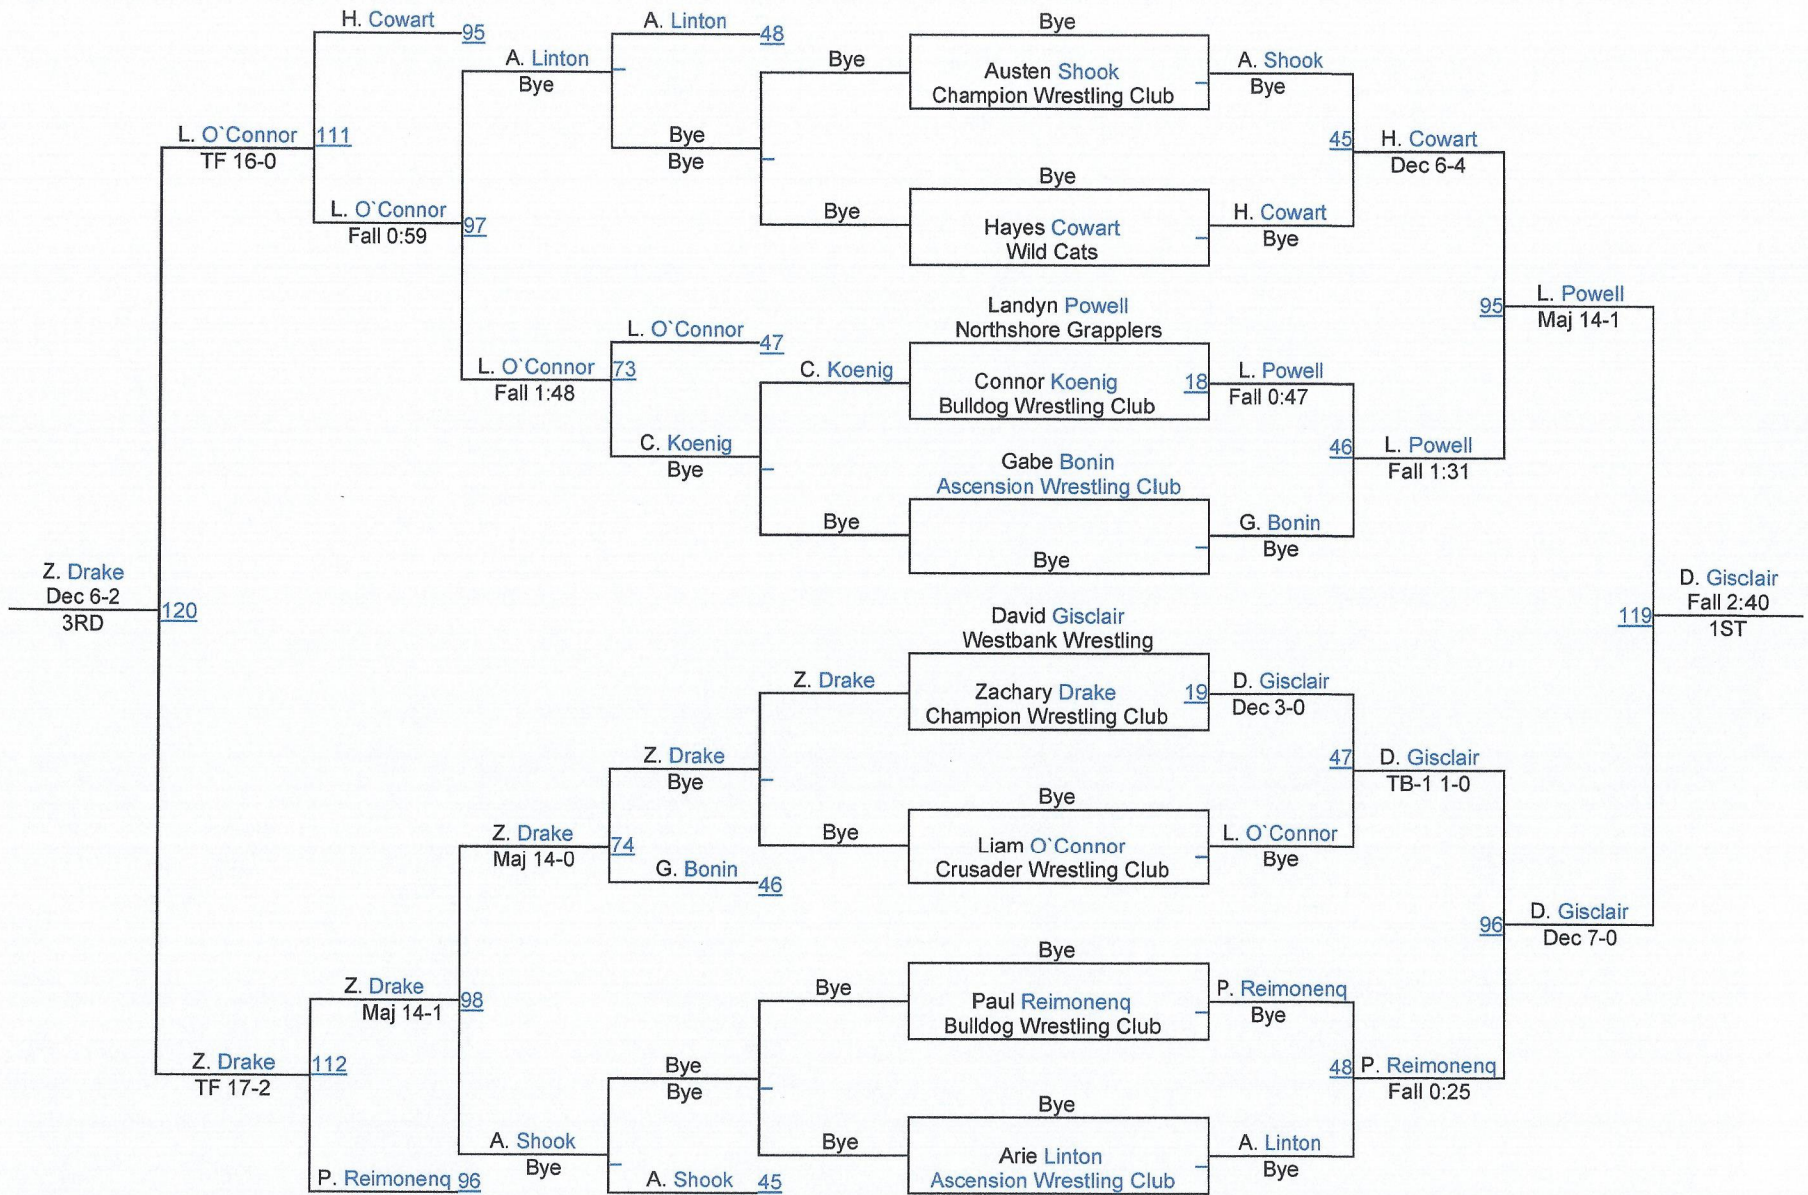 H. Cowart
95
A. Linton
48
Bye
A. Linton
Bye
Bye
Austen Shook
Champion Wrestling Club
A. Shook
Bye
L. O`Connor
111
TF 16-0
Bye
Bye
45
H. Cowart
Dec 6-4
Bye
L. O`Connor
97
Fall 0:59
Bye
Hayes Cowart
Wild Cats
H. Cowart
Bye
Landyn Powell
Northshore Grapplers
95
L. Powell
Maj 14-1
L. O`Connor
47
L. O`Connor
73
Fall 1:48
C. Koenig
Connor Koenig
18
Bulldog Wrestling Club
L. Powell
Fall 0:47
C. Koenig
Bye
Gabe Bonin
Ascension Wrestling Club
46
L. Powell
Fall 1:31
Bye
Bye
G. Bonin
Bye
Z. Drake
Dec 6-2
120
3RD
David Gisclair
Westbank Wrestling
119
D. Gisclair
Fall 2:40
1ST
Z. Drake
Zachary Drake
19
Champion Wrestling Club
D. Gisclair
Dec 3-0
Z. Drake
Bye
47
D. Gisclair
TB-1 1-0
Bye
Z. Drake
74
Maj 14-0
Bye
Liam O`Connor
Crusader Wrestling Club
L. O`Connor
Bye
G. Bonin
46
96
D. Gisclair
Dec 7-0
Bye
Z. Drake
98
Maj 14-1
Bye
Paul Reimonenq
Bulldog Wrestling Club
P. Reimonenq
Bye
Z. Drake
112
TF 17-2
Bye
Bye
48
P. Reimonenq
Fall 0:25
Bye
A. Shook
Bye
Bye
Arie Linton
Ascension Wrestling Club
A. Linton
Bye
P. Reimonenq
96
A. Shook
45